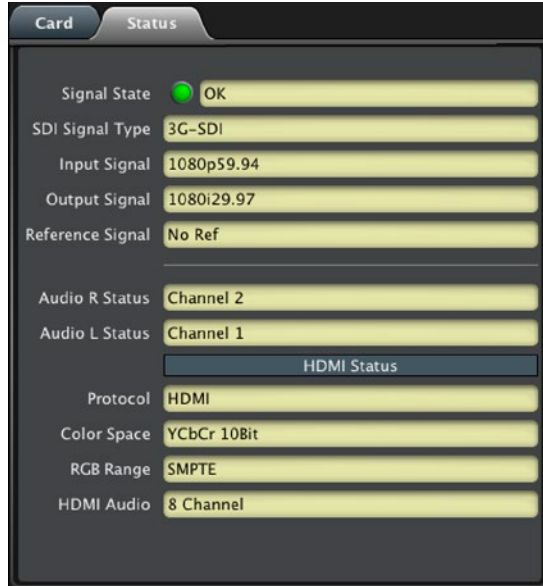 Card Status
Signal State OK
SDI Signal Type 3G-SDI
Input Signal 1080p59.94
Output Signal 1080i29.97
Reference Signal No Ref
Audio R Status Channel 2
Audio L Status Channel 1
HDMI Status
Protocol HDMI
Color Space YCbCr 10Bit
RGB Range SMPTE
HDMI Audio 8 Channel